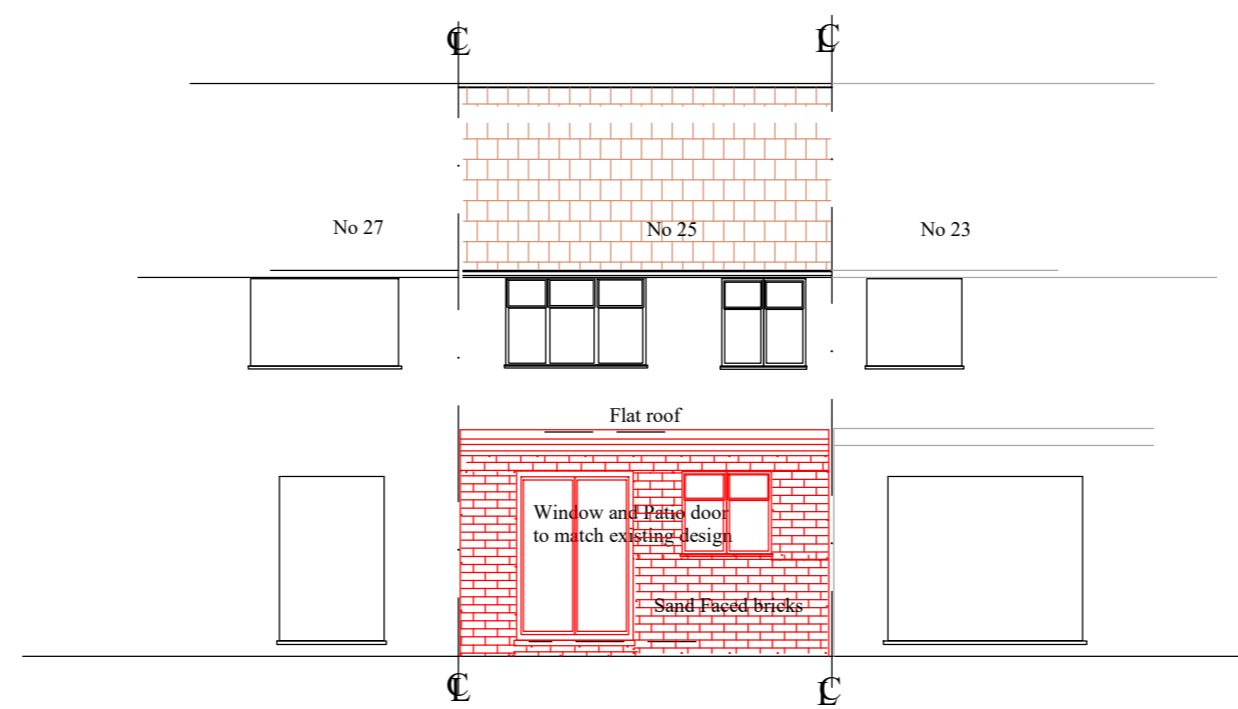 ℄ ℄
No 27 No 25 No 23
Flat roof
Window and Patio door
to match existing design
Sand Faced bricks
℄ ℄